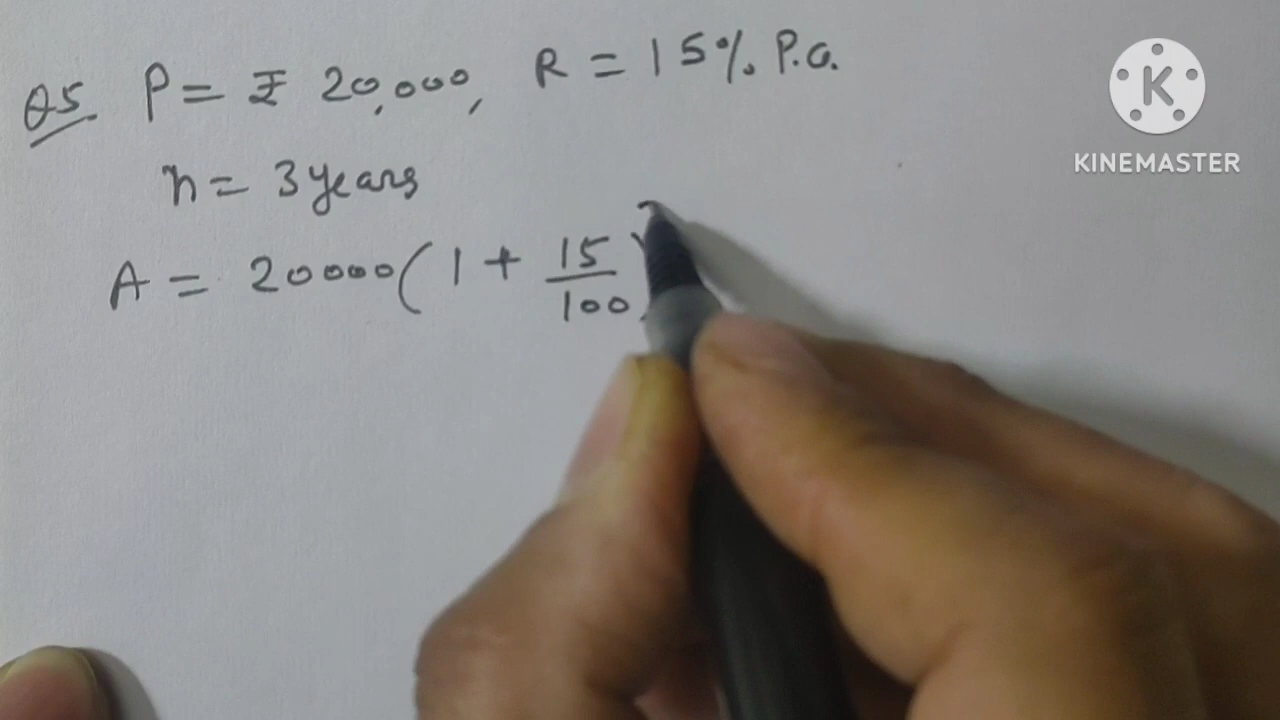 Q5. P = ₹ 20,000, R = 15% P.a.
n = 3 years
A = 20000(1 + 15/100)
K
KINEMASTER